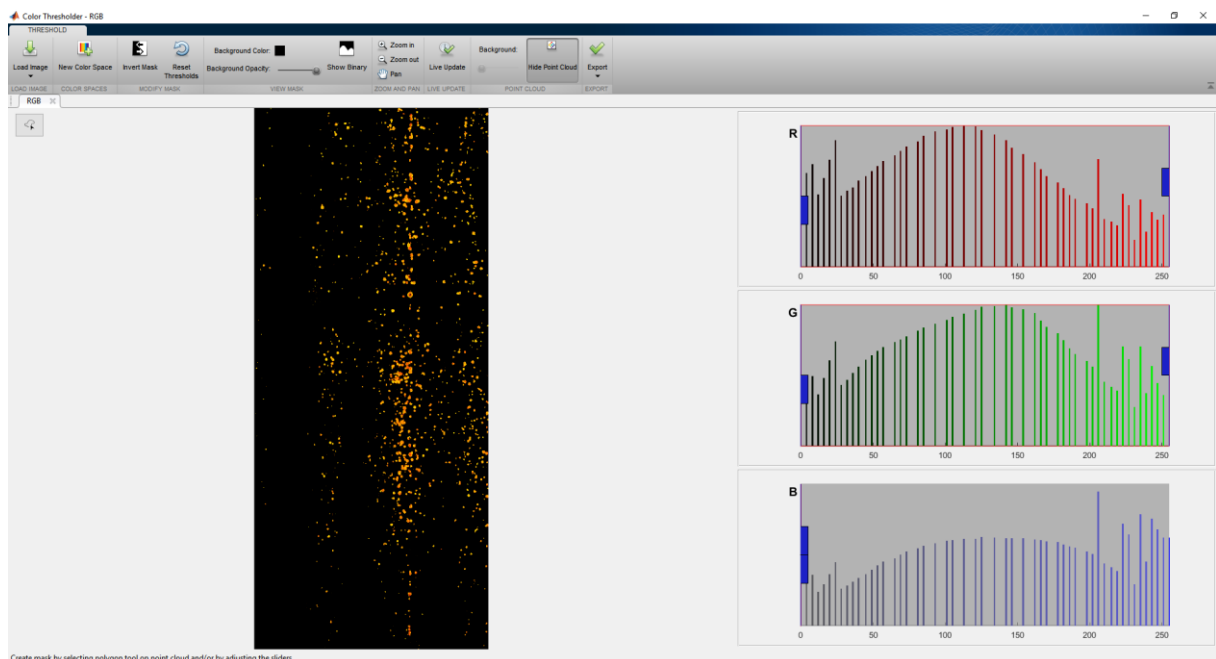 Color Thresholder - RGB
THRESHOLD
Load Image
New Color Space
Invert Mask
Reset Thresholds
Background Color:
Background Opacity:
Show Binary
Zoom in
Zoom out
Pan
Live Update
Background:
Hide Point Cloud
Export
LOAD IMAGE
COLOR SPACES
MODIFY MASK
VIEW MASK
ZOOM AND PAN
LIVE UPDATE
POINT CLOUD
EXPORT
RGB
R
0 50 100 150 200 250
G
0 50 100 150 200 250
B
0 50 100 150 200 250
Create mask by selecting polygon tool on point cloud and/or by adjusting the sliders